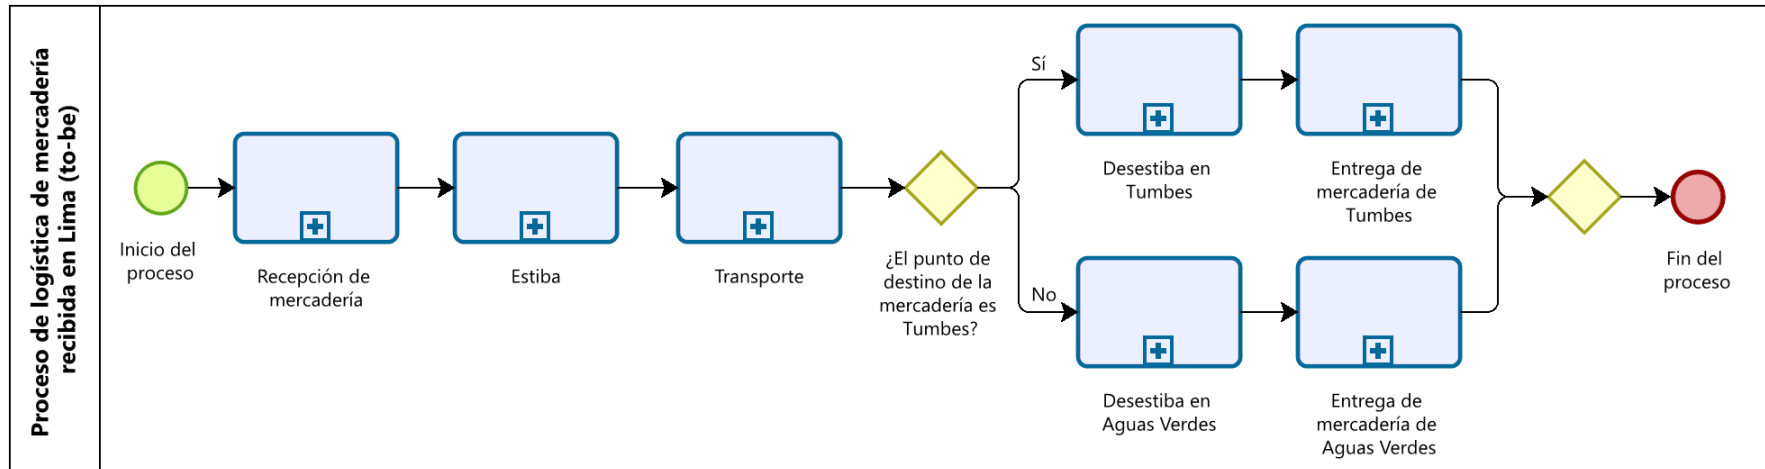 Proceso de logística de mercadería
recibida en Lima (to-be)
Inicio del
proceso
Recepción de
mercadería
Estiba
Transporte
¿El punto de
destino de la
mercadería es
Tumbes?
Sí
Desestiba en
Tumbes
Entrega de
mercadería de
Tumbes
No
Desestiba en
Aguas Verdes
Entrega de
mercadería de
Aguas Verdes
Fin del
proceso